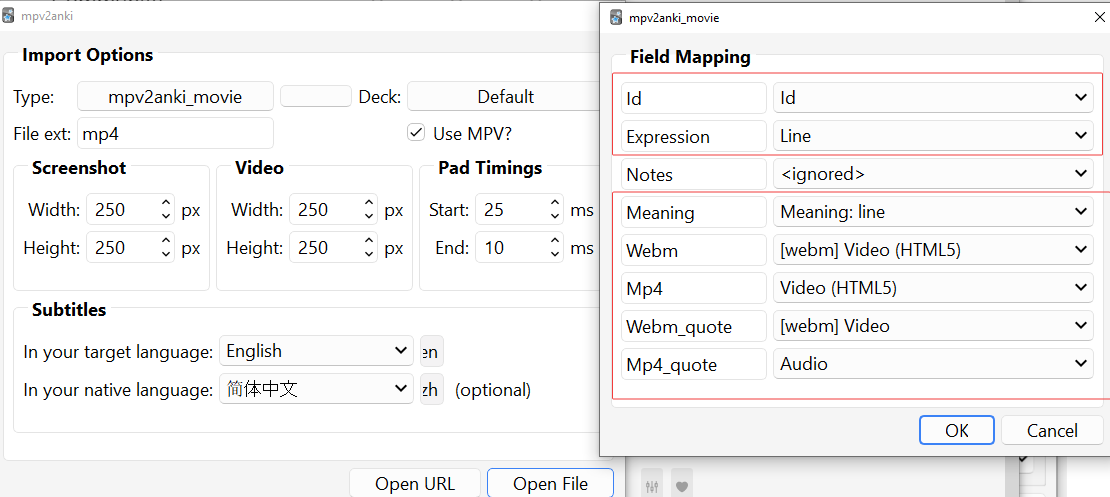 mpv2anki
Import Options
Type: mpv2anki_movie Deck: Default
File ext: mp4 Use MPV?
Screenshot Video Pad Timings
Width: 250 px Width: 250 px Start: 25 ms
Height: 250 px Height: 250 px End: 10 ms
Subtitles
In your target language: English en
In your native language: 简体中文 zh (optional)
Open URL Open File
mpv2anki_movie
Field Mapping
Id Id
Expression Line
Notes <ignored>
Meaning Meaning: line
Webm [webm] Video (HTML5)
Mp4 Video (HTML5)
Webm_quote [webm] Video
Mp4_quote Audio
OK Cancel